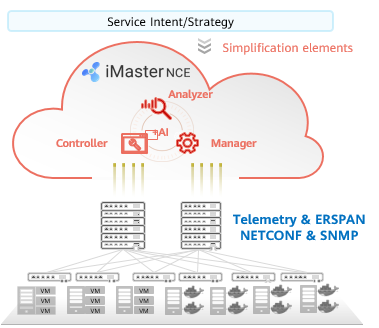 Service Intent/Strategy
Simplification elements
iMaster NCE
Analyzer
AI
Controller
Manager
Telemetry & ERSPAN
NETCONF & SNMP
VM VM VM
VM VM VM
VM VM VM